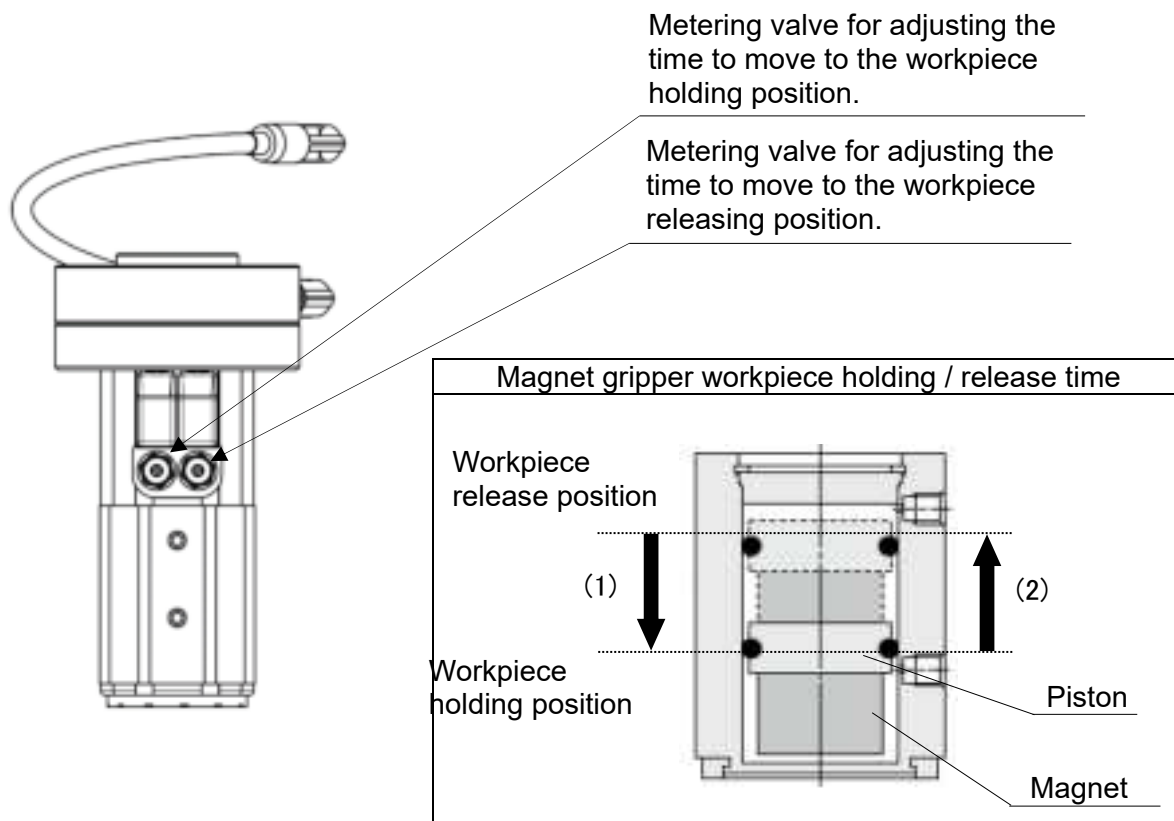 Metering valve for adjusting the
time to move to the workpiece
holding position.
Metering valve for adjusting the
time to move to the workpiece
releasing position.
Magnet gripper workpiece holding / release time
Workpiece
release position
(1)
(2)
Workpiece
holding position
Piston
Magnet